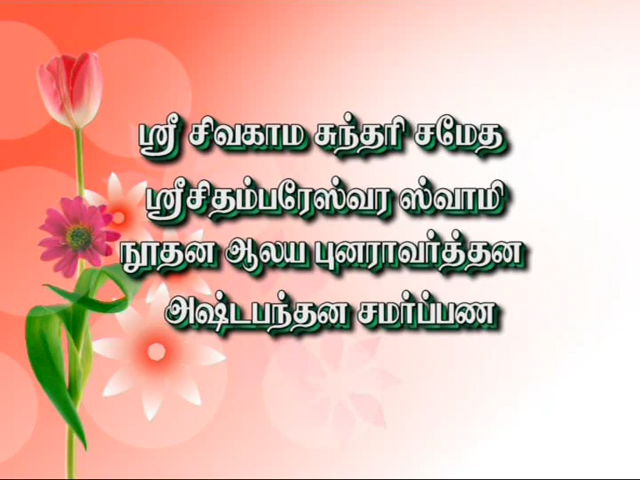 ஸ்ரீ சிவகாம சுந்தரி சமேத
ஸ்ரீசிதம்பரேஸ்வர ஸ்வாமி
நூதன ஆலய புனராவர்த்தன
அஷ்டபந்தன சமர்ப்பண